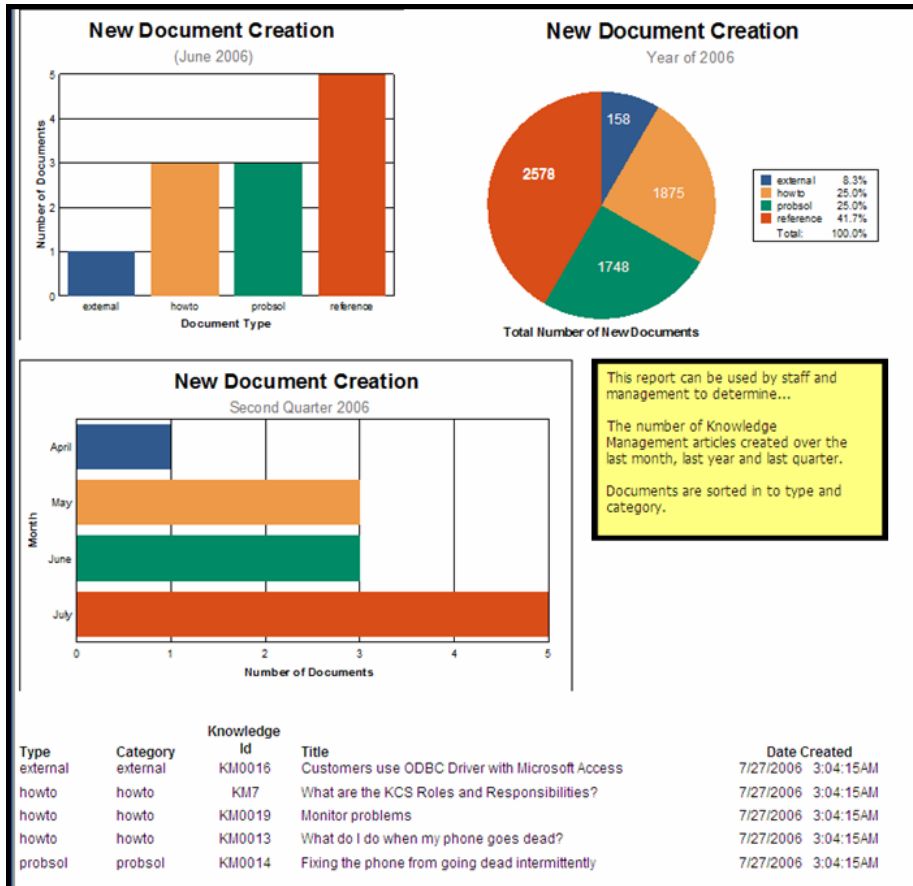 New Document Creation
(June 2006)
Number of Documents
5
4
3
2
1
0
external howto probsol reference
Document Type
New Document Creation
Year of 2006
158
1875
1748
2578
external 8.3%
howto 25.0%
probsol 25.0%
reference 41.7%
Total: 100.0%
Total Number of New Documents
New Document Creation
Second Quarter 2006
Month
April
May
June
July
0 1 2 3 4 5
Number of Documents
This report can be used by staff and
management to determine...
The number of Knowledge
Management articles created over the
last month, last year and last quarter.
Documents are sorted in to type and
category.
Knowledge
Type Category Id Title Date Created
external external KM0016 Customers use ODBC Driver with Microsoft Access 7/27/2006 3:04:15AM
howto howto KM7 What are the KCS Roles and Responsibilities? 7/27/2006 3:04:15AM
howto howto KM0019 Monitor problems 7/27/2006 3:04:15AM
howto howto KM0013 What do I do when my phone goes dead? 7/27/2006 3:04:15AM
probsol probsol KM0014 Fixing the phone from going dead intermittently 7/27/2006 3:04:15AM